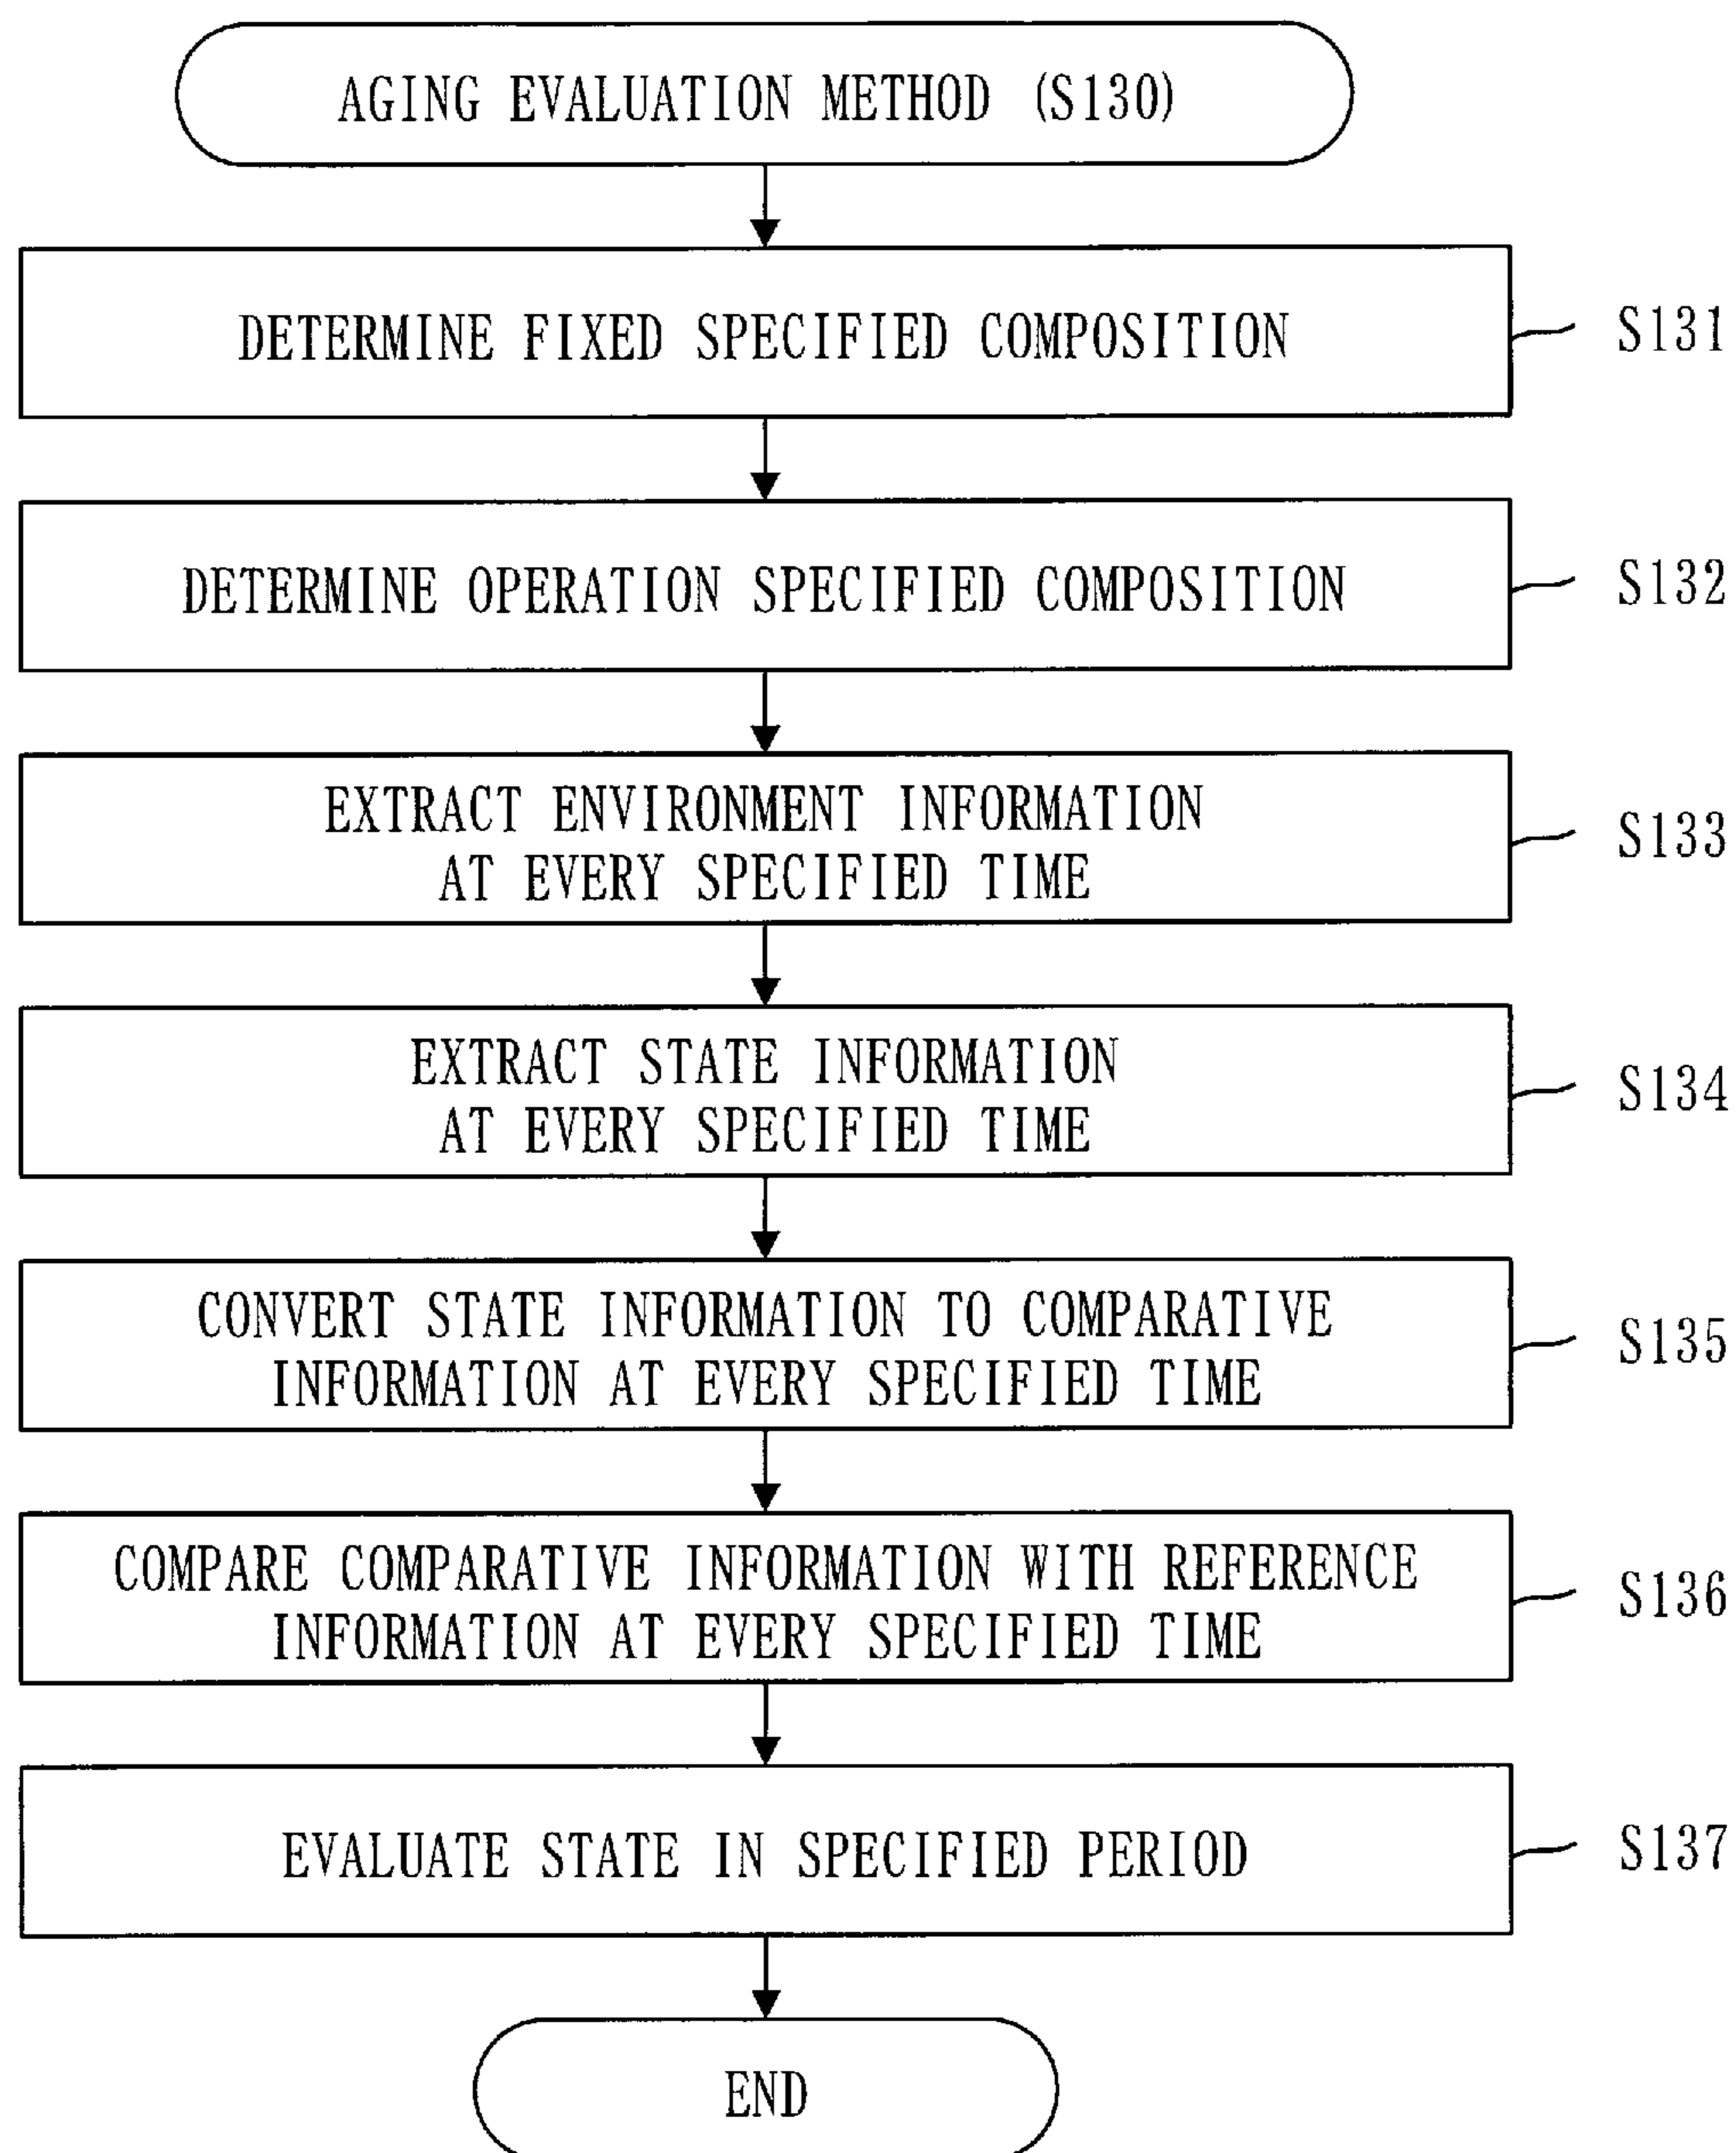 AGING EVALUATION METHOD (S130)
DETERMINE FIXED SPECIFIED COMPOSITION
S131
DETERMINE OPERATION SPECIFIED COMPOSITION
S132
EXTRACT ENVIRONMENT INFORMATION
AT EVERY SPECIFIED TIME
S133
EXTRACT STATE INFORMATION
AT EVERY SPECIFIED TIME
S134
CONVERT STATE INFORMATION TO COMPARATIVE
INFORMATION AT EVERY SPECIFIED TIME
S135
COMPARE COMPARATIVE INFORMATION WITH REFERENCE
INFORMATION AT EVERY SPECIFIED TIME
S136
EVALUATE STATE IN SPECIFIED PERIOD
S137
END